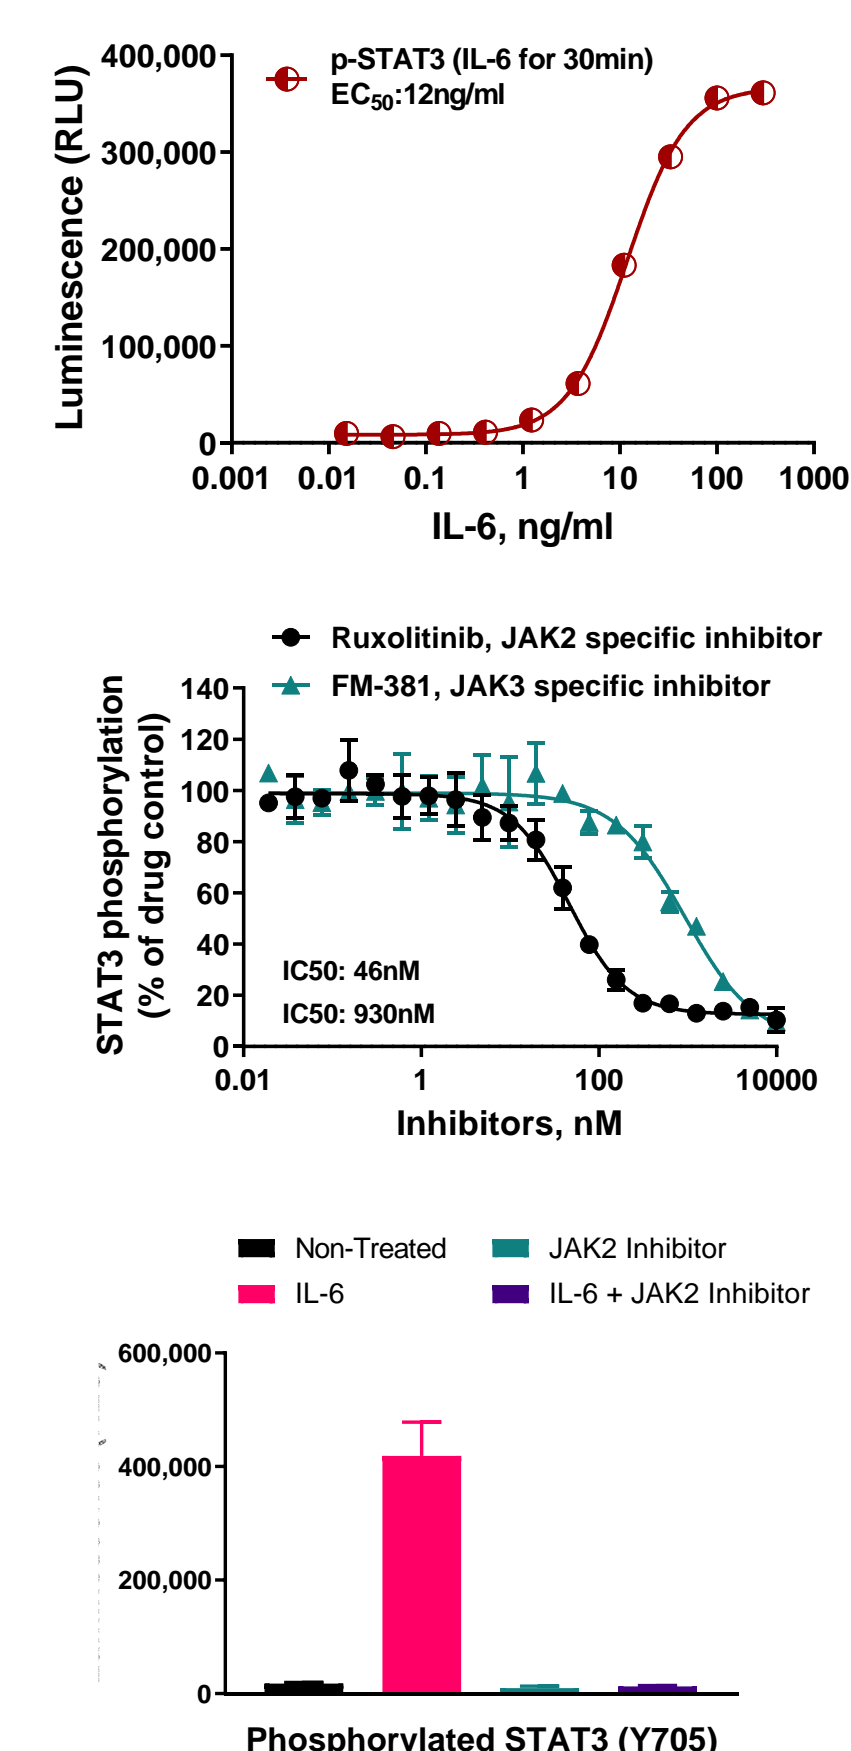 400,000
300,000
200,000
100,000
0
Luminescence (RLU)
p-STAT3 (IL-6 for 30min)
EC50:12ng/ml
0.001 0.01 0.1 1 10 100 1000
IL-6, ng/ml
Ruxolitinib, JAK2 specific inhibitor
FM-381, JAK3 specific inhibitor
STAT3 phosphorylation
(% of drug control)
140
120
100
80
60
40
20
0
IC50: 46nM
IC50: 930nM
0.01 1 100 10000
Inhibitors, nM
Non-Treated
JAK2 Inhibitor
IL-6
IL-6 + JAK2 Inhibitor
600,000
400,000
200,000
0
Phosphorylated STAT3 (Y705)